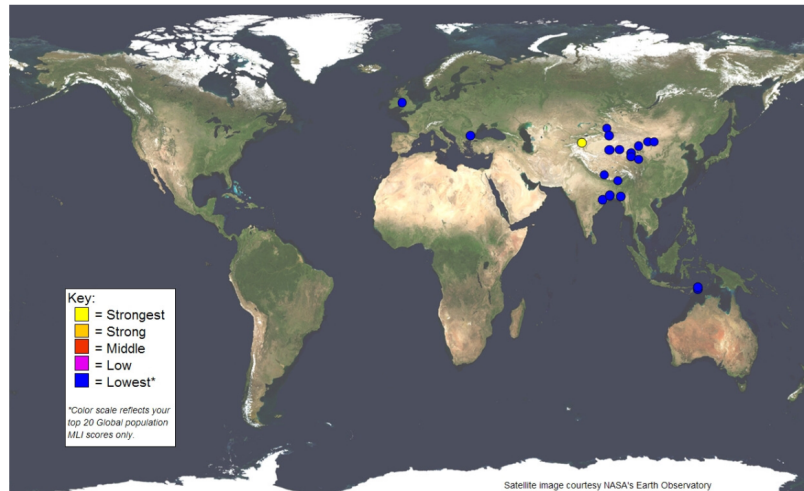 Key:
= Strongest
= Strong
= Middle
= Low
= Lowest*
*Color scale reflects your
top 20 Global population
MLI scores only.
Satellite image courtesy NASA's Earth Observatory